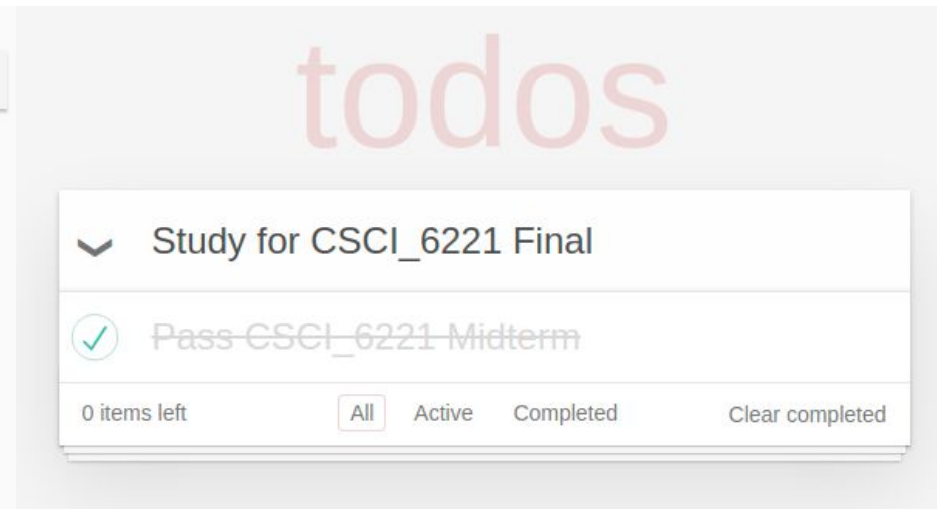 todos
Study for CSCI_6221 Final
Pass CSCI_6221 Midterm
0 items left All Active Completed Clear completed